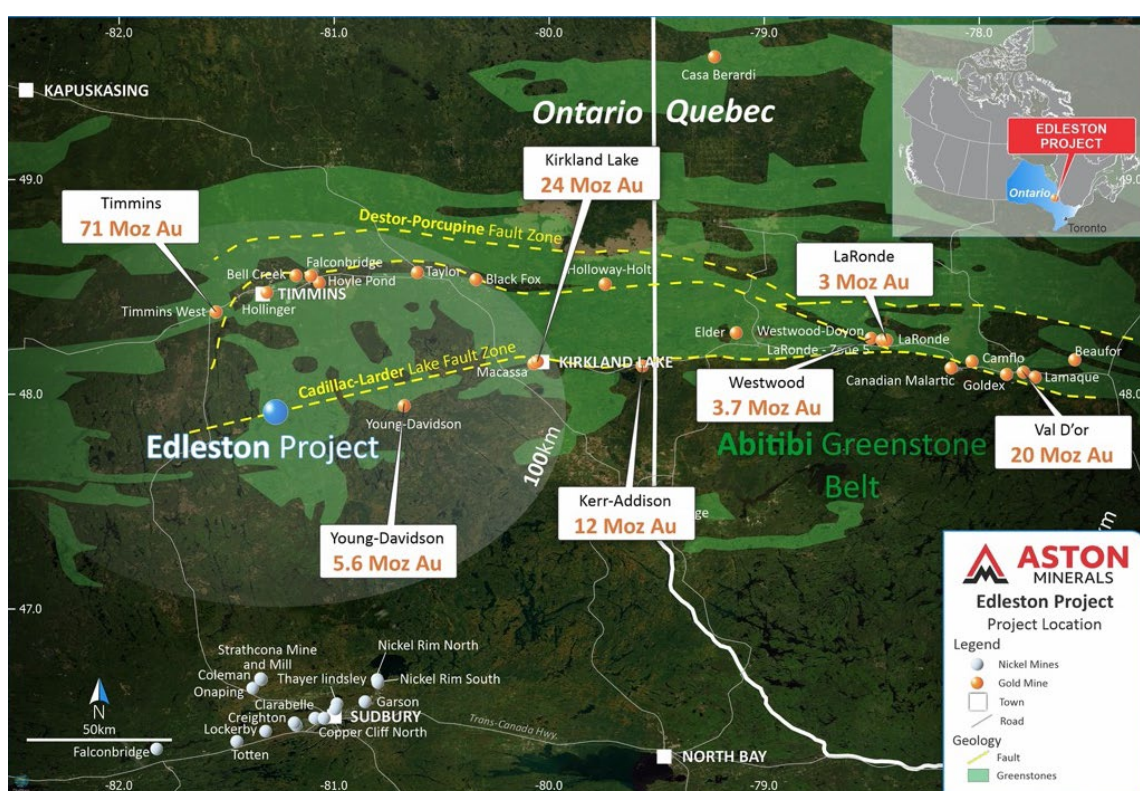 -82.0
-81.0
-80.0
-79.0
-78.0
KAPUSKASING
Casa Berardi
Ontario
Quebec
EDLESTON
PROJECT
Ontario
Toronto
49.0
49.0
Kirkland Lake
24 Moz Au
Timmins
71 Moz Au
Destor-Porcupine Fault Zone
LaRonde
3 Moz Au
Falconbridge
Bell Creek
Hoyle Pond
Taylor
Black Fox
Holloway-Holt
TIMMINS
Hollinger
Timmins West
Elder
Westwood-Doyon
LaRonde
LaRonde - Zone 5
Beaufor
Camflo
KIRKLAND LAKE
Macassa
Cadillac-Larder Lake Fault Zone
Canadian Malartic
Goldex
Lamaque
48.0
48.0
Westwood
3.7 Moz Au
Young-Davidson
Edleston Project
100km
Abitibi Greenstone
Belt
Val D'or
20 Moz Au
Kerr-Addison
12 Moz Au
Young-Davidson
5.6 Moz Au
ASTON
MINERALS
Edleston Project
Project Location
Legend
Nickel Mines
Gold Mine
Town
Road
Geology
Fault
Greenstones
47.0
Strathcona Mine
and Mill
Nickel Rim North
Coleman
Thayer lindsley
Nickel Rim South
Onaping
Clarabelle
Garson
Creighton
SUDBURY
Lockerby
Copper Cliff North
Totten
Falconbridge
N
50km
Trans-Canada Hwy.
NORTH BAY
-82.0
-81.0
-80.0
-79.0